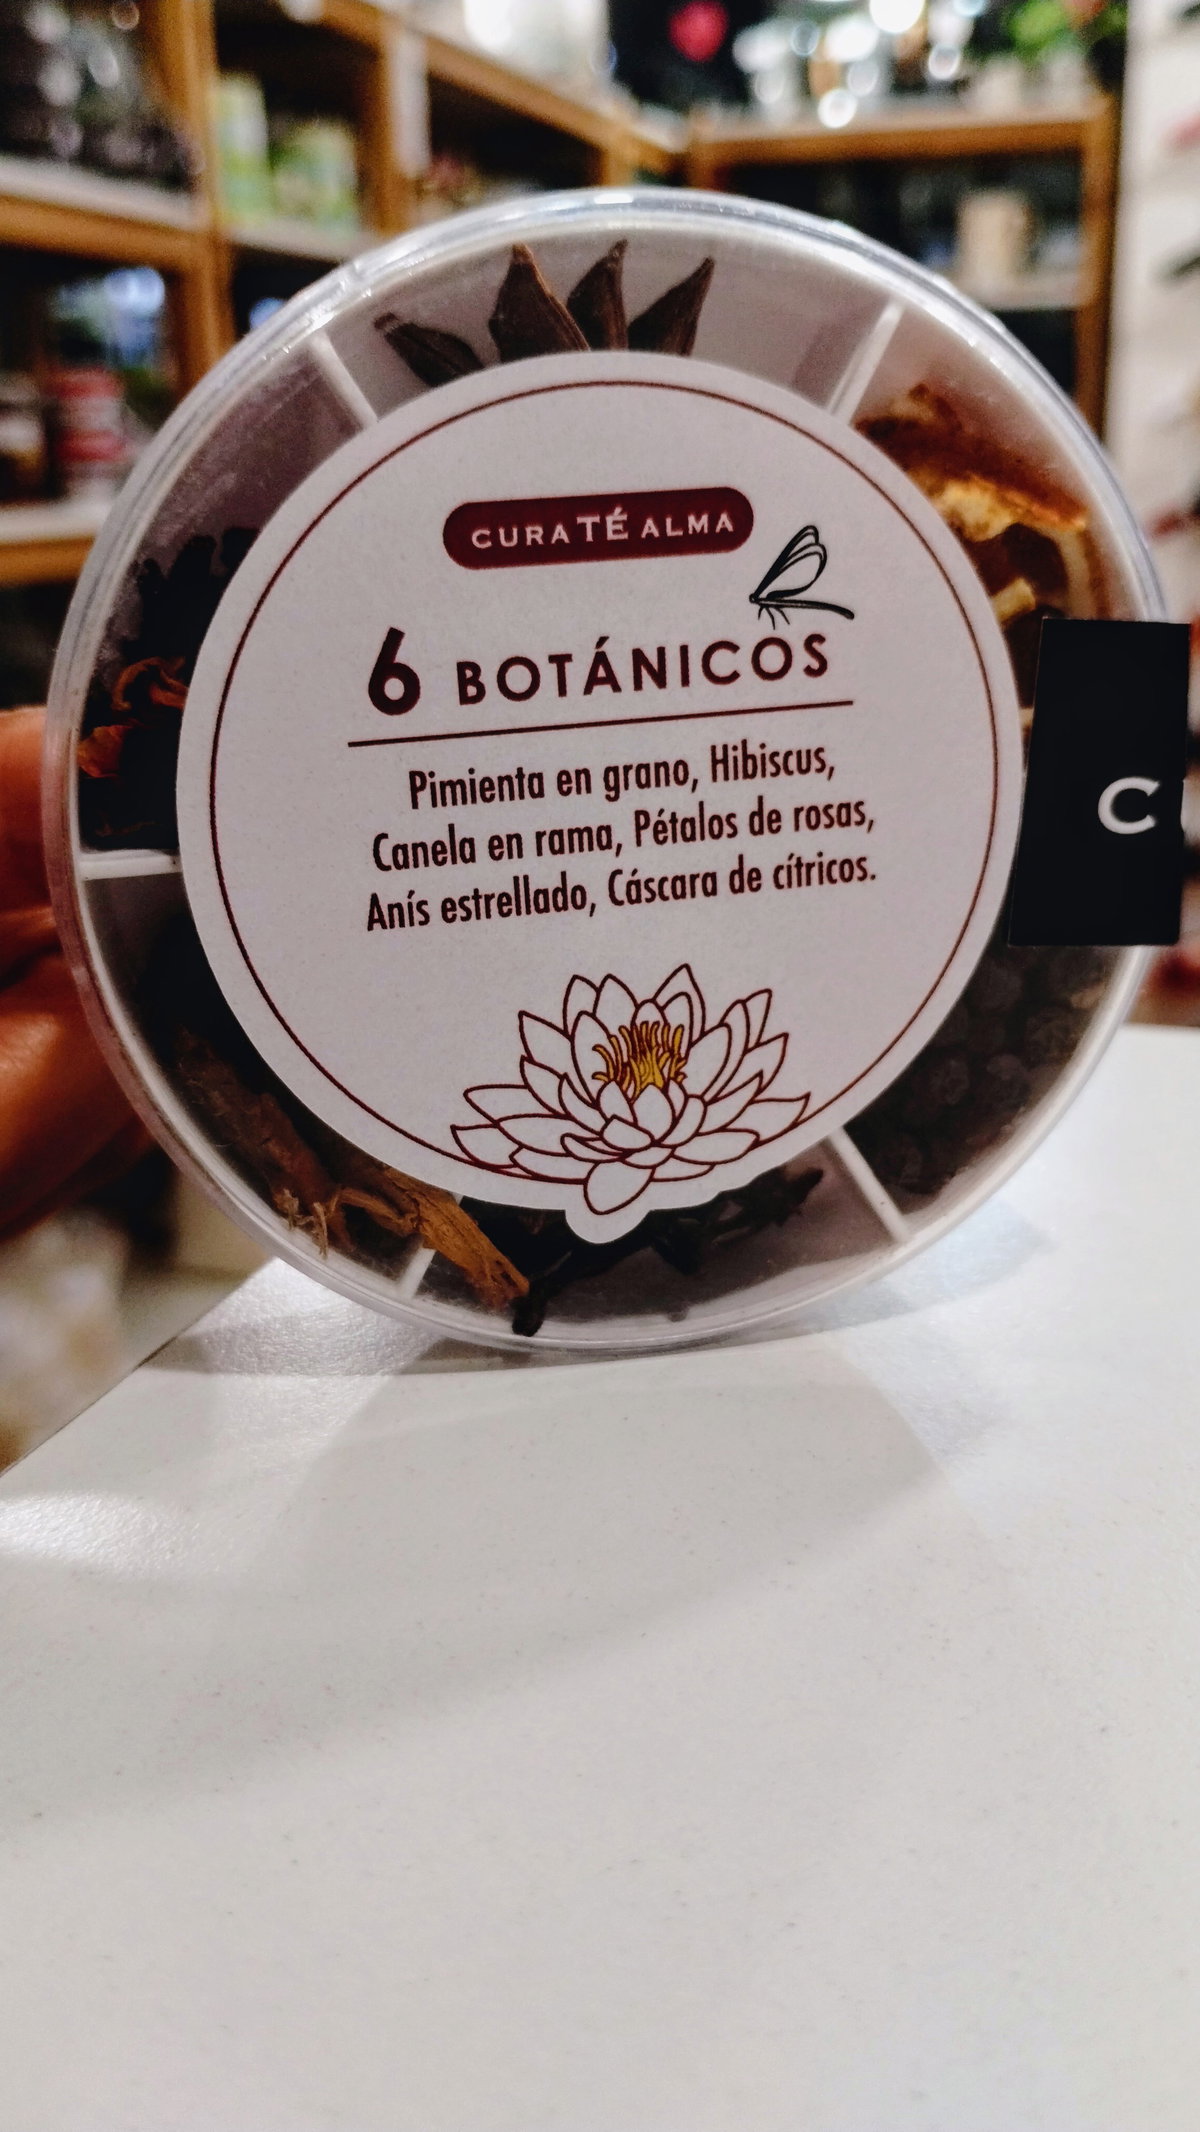 CURATÉ ALMA
6 BOTÁNICOS
Pimienta en grano, Hibiscus,
Canela en rama, Pétalos de rosas,
Anís estrellado, Cáscara de cítricos.
C